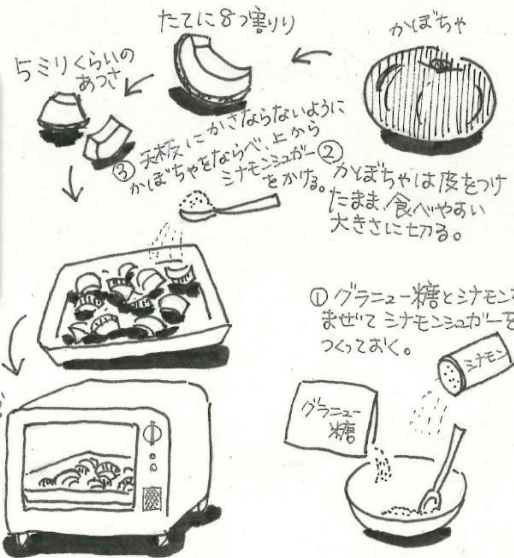 かぼちゃ
たてに8つ割り
5ミリくらいの
あつさ
① グラニュー糖とシナモンを
まぜて シナモンシュガーを
つくっておく。
シナモン
グラニュー
糖
② かぼちゃは皮をつけ
たまま、食べやすい
大きさに切る。
③ 天板にかさならないように
かぼちゃをならべ、上から
シナモンシュガー
をかける。